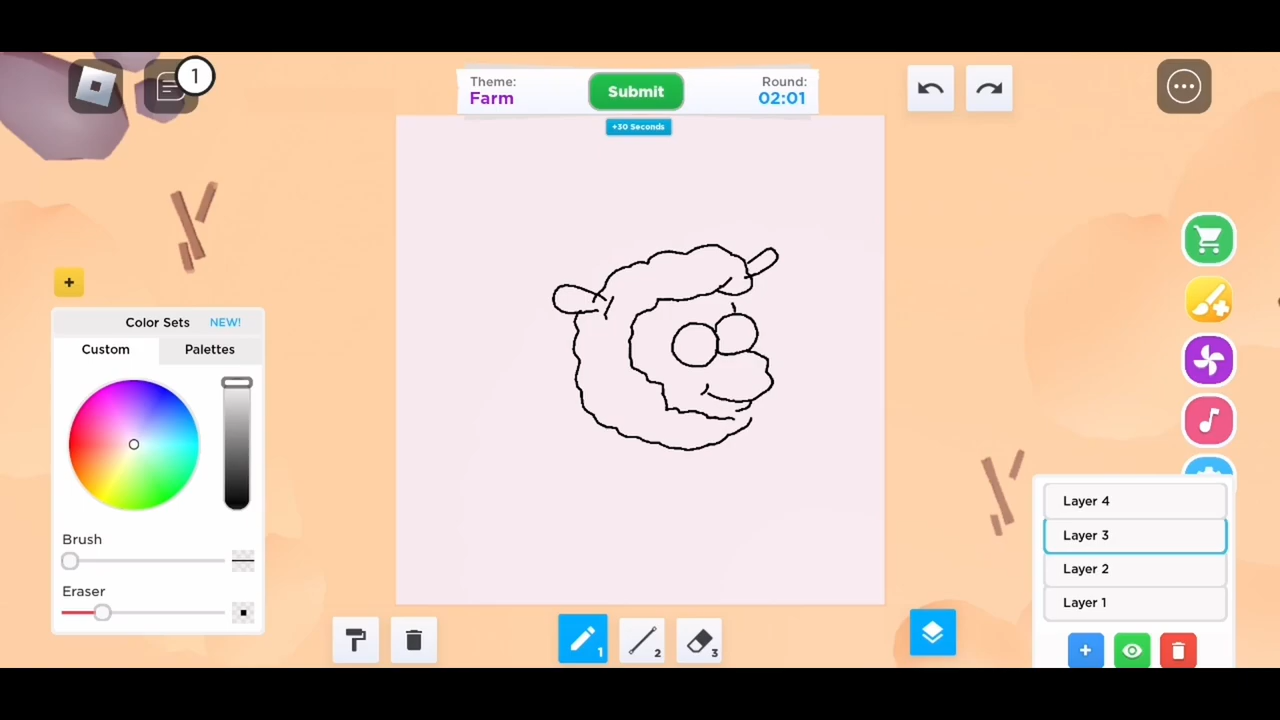 1
Theme:
Farm
Submit
Round:
02:01
+30 Seconds
+
Color Sets NEW!
Custom Palettes
Brush
Eraser
Layer 4
Layer 3
Layer 2
Layer 1
1
2
3
+